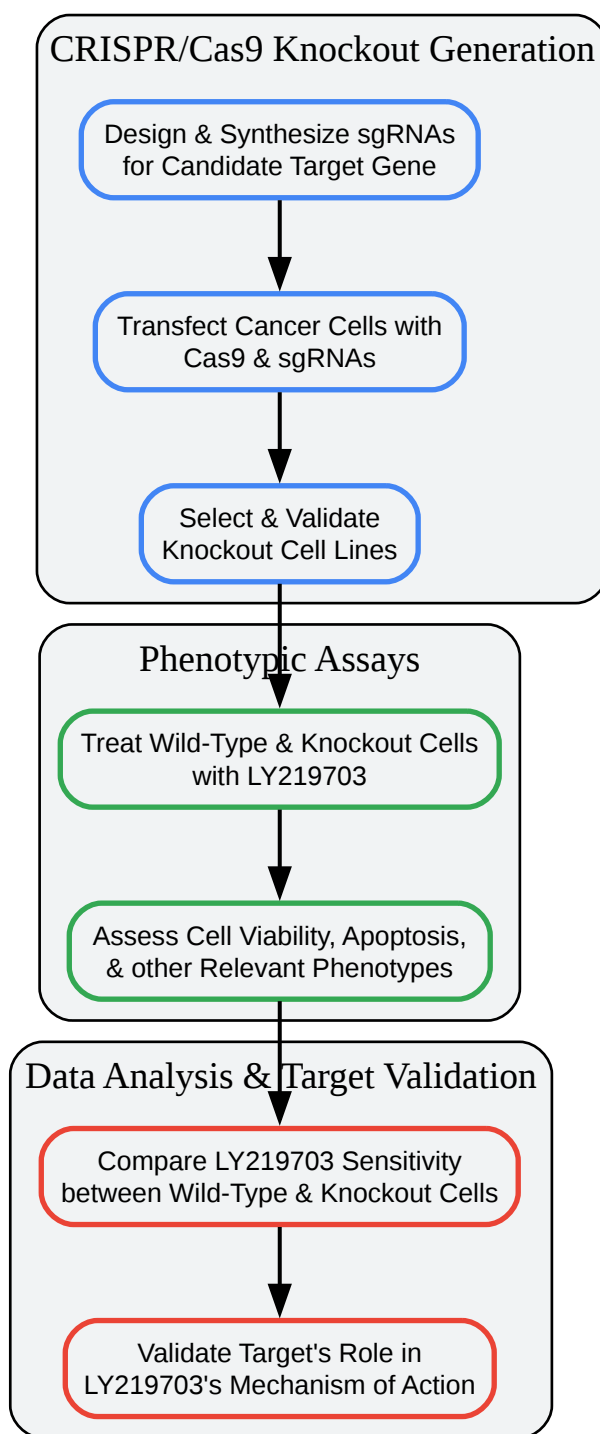 CRISPR/Cas9 Knockout Generation
Design & Synthesize sgRNAs
for Candidate Target Gene
Transfect Cancer Cells with
Cas9 & sgRNAs
Select & Validate
Knockout Cell Lines
Phenotypic Assays
Treat Wild-Type & Knockout Cells
with LY219703
Assess Cell Viability, Apoptosis,
& other Relevant Phenotypes
Data Analysis & Target Validation
Compare LY219703 Sensitivity
between Wild-Type & Knockout Cells
Validate Target's Role in
LY219703's Mechanism of Action